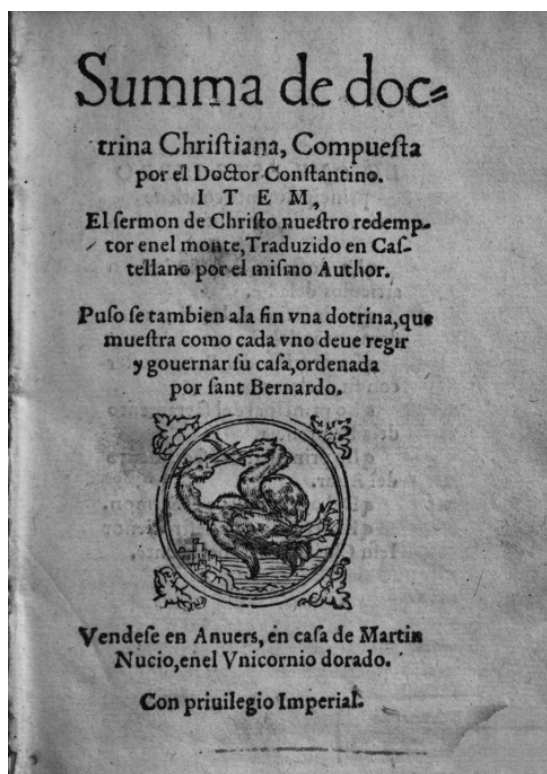 Summa de doc⸗
trina Chriſtiana, Compueſta
por el Doctor Conſtantino.
I T E M,
El ſermon de Chriſto nueſtro redemp-
tor enel monte, Traduzido en Caſ-
tellano por el miſmo Author.
Puſo ſe tambien ala fin vna dotrina, que
mueſtra como cada vno deue regir
y gouernar ſu caſa, ordenada
por ſant Bernardo.
Vendeſe en Anuers, en caſa de Martin
Nucio, enel Vnicornio dorado.
Con priuilegio Imperial.